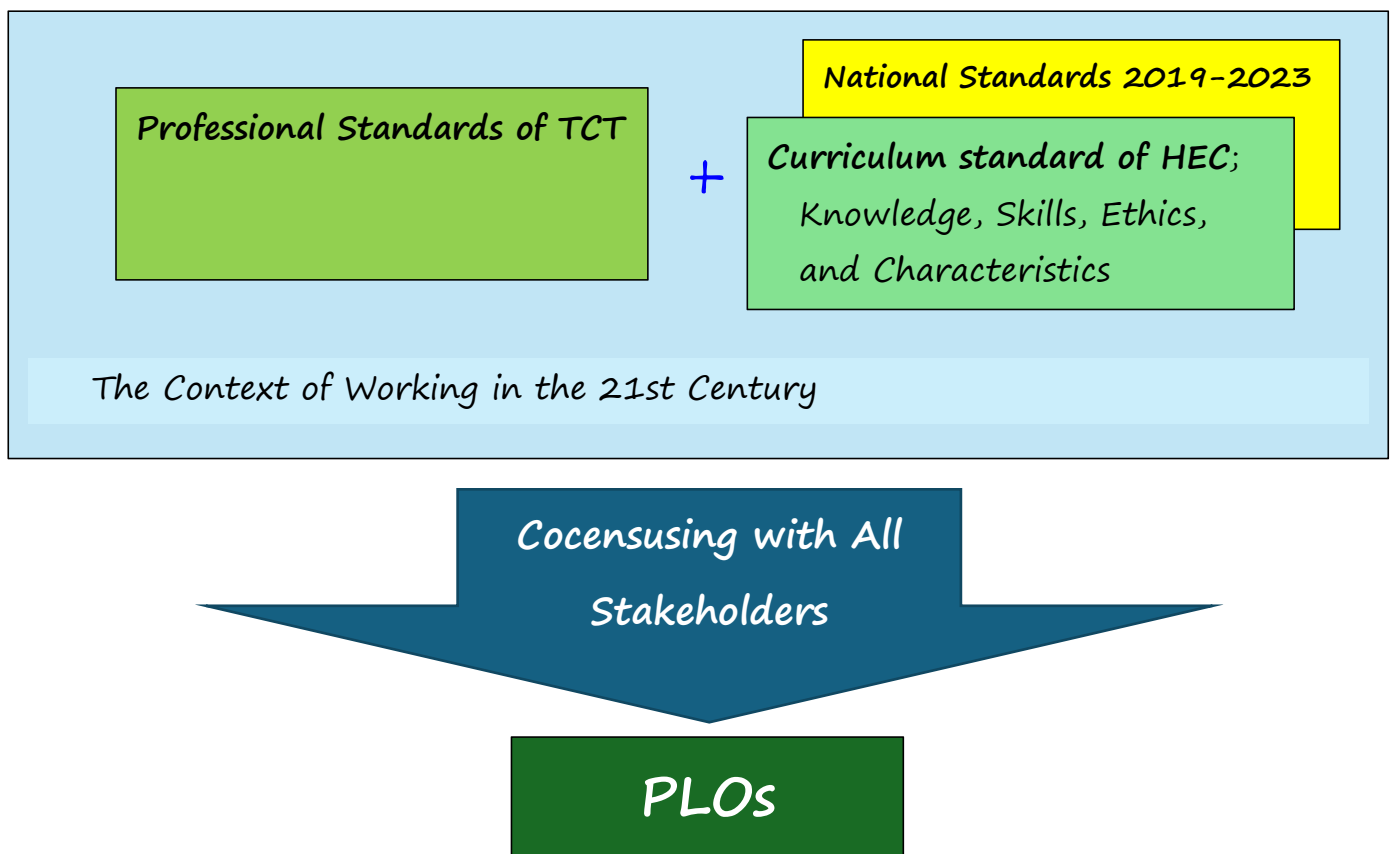 Professional Standards of TCT
+
National Standards 2019-2023
Curriculum standard of HEC;
Knowledge, Skills, Ethics,
and Characteristics
The Context of Working in the 21st Century
Cocensusing with All
Stakeholders
PLOs